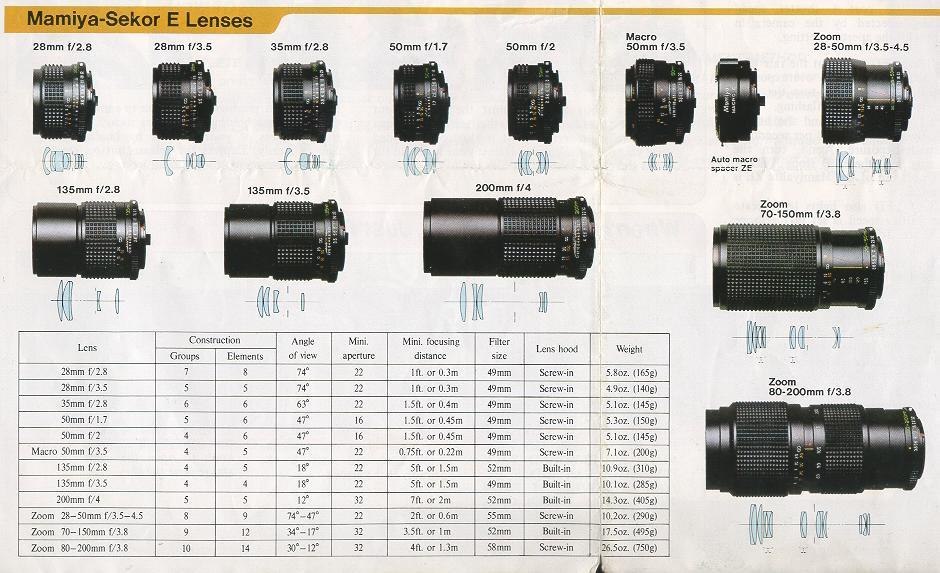 Mamiya-Sekor E Lenses
28mm f/2.8
28mm f/3.5
35mm f/2.8
50mm f/1.7
50mm f/2
Macro
50mm f/3.5
Zoom
28-50mm f/3.5-4.5
Auto macro
spacer ZE
135mm f/2.8
135mm f/3.5
200mm f/4
Zoom
70-150mm f/3.8
Zoom
80-200mm f/3.8
Lens Construction Angle of view Mini. aperture Mini. focusing distance Filter size Lens hood Weight
Groups Elements
28mm f/2.8 7 8 74° 22 1ft. or 0.3m 49mm Screw-in 5.8oz. (165g)
28mm f/3.5 5 5 74° 22 1ft. or 0.3m 49mm Screw-in 4.9oz. (140g)
35mm f/2.8 6 6 63° 22 1.5ft. or 0.4m 49mm Screw-in 5.1oz. (145g)
50mm f/1.7 5 6 47° 16 1.5ft. or 0.45m 49mm Screw-in 5.3oz. (150g)
50mm f/2 4 6 47° 16 1.5ft. or 0.45m 49mm Screw-in 5.1oz. (145g)
Macro 50mm f/3.5 4 5 47° 22 0.75ft. or 0.22m 49mm Screw-in 7.1oz. (200g)
135mm f/2.8 4 5 18° 22 5ft. or 1.5m 52mm Built-in 10.9oz. (310g)
135mm f/3.5 4 4 18° 22 5ft. or 1.5m 49mm Built-in 10.1oz. (285g)
200mm f/4 5 5 12° 32 7ft. or 2m 52mm Built-in 14.3oz. (405g)
Zoom 28–50mm f/3.5–4.5 8 9 74°–47° 22 2ft. or 0.6m 55mm Screw-in 10.2oz. (290g)
Zoom 70–150mm f/3.8 9 12 34°–17° 32 3.5ft. or 1m 52mm Built-in 17.5oz. (495g)
Zoom 80–200mm f/3.8 10 14 30°–12° 32 4ft. or 1.3m 58mm Screw-in 26.5oz. (750g)